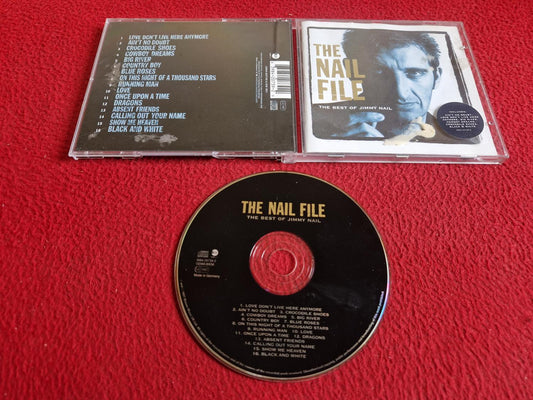 LOVE DON'T LIVE HERE ANYMORE
AIN'T NO DOUBT
CROCODILE SHOES
COWBOY DREAMS
BIG RIVER
COUNTRY BOY
BLUE ROSES
ON THIS NIGHT OF A THOUSAND STARS
RUNNING MAN
LOVE
ONCE UPON A TIME
DRAGONS
ABSENT FRIENDS
CALLING OUT YOUR NAME
SHOW ME HEAVEN
BLACK AND WHITE
THE
NAIL
FILE
THE BEST OF JIMMY NAIL
THE NAIL FILE
THE BEST OF JIMMY NAIL
Made in Germany
1. LOVE DON'T LIVE HERE ANYMORE
2. AIN'T NO DOUBT 3. CROCODILE SHOES
4. COWBOY DREAMS 5. BIG RIVER
6. COUNTRY BOY 7. BLUE ROSES
8. ON THIS NIGHT OF A THOUSAND STARS
9. RUNNING MAN 10. LOVE
11. ONCE UPON A TIME 12. DRAGONS
13. ABSENT FRIENDS
14. CALLING OUT YOUR NAME
15. SHOW ME HEAVEN
16. BLACK AND WHITE